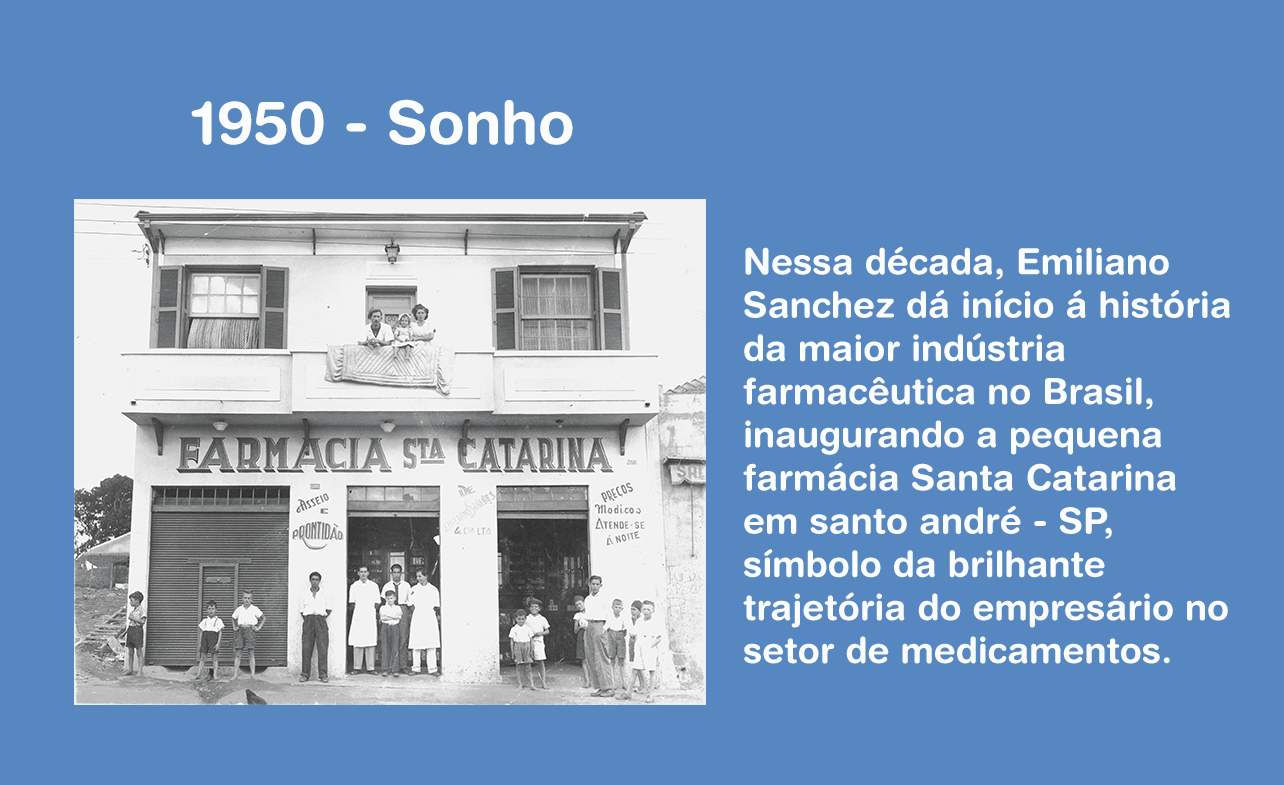 1950 - Sonho
FARMACIA STA CATARINA
ASSEIO
E
PRONTIDÃO
PREÇOS
Modicos
ATENDE-SE
Á NOITE
Nessa década, Emiliano
Sanchez dá início á história
da maior indústria
farmacêutica no Brasil,
inaugurando a pequena
farmácia Santa Catarina
em santo andré - SP,
símbolo da brilhante
trajetória do empresário no
setor de medicamentos.